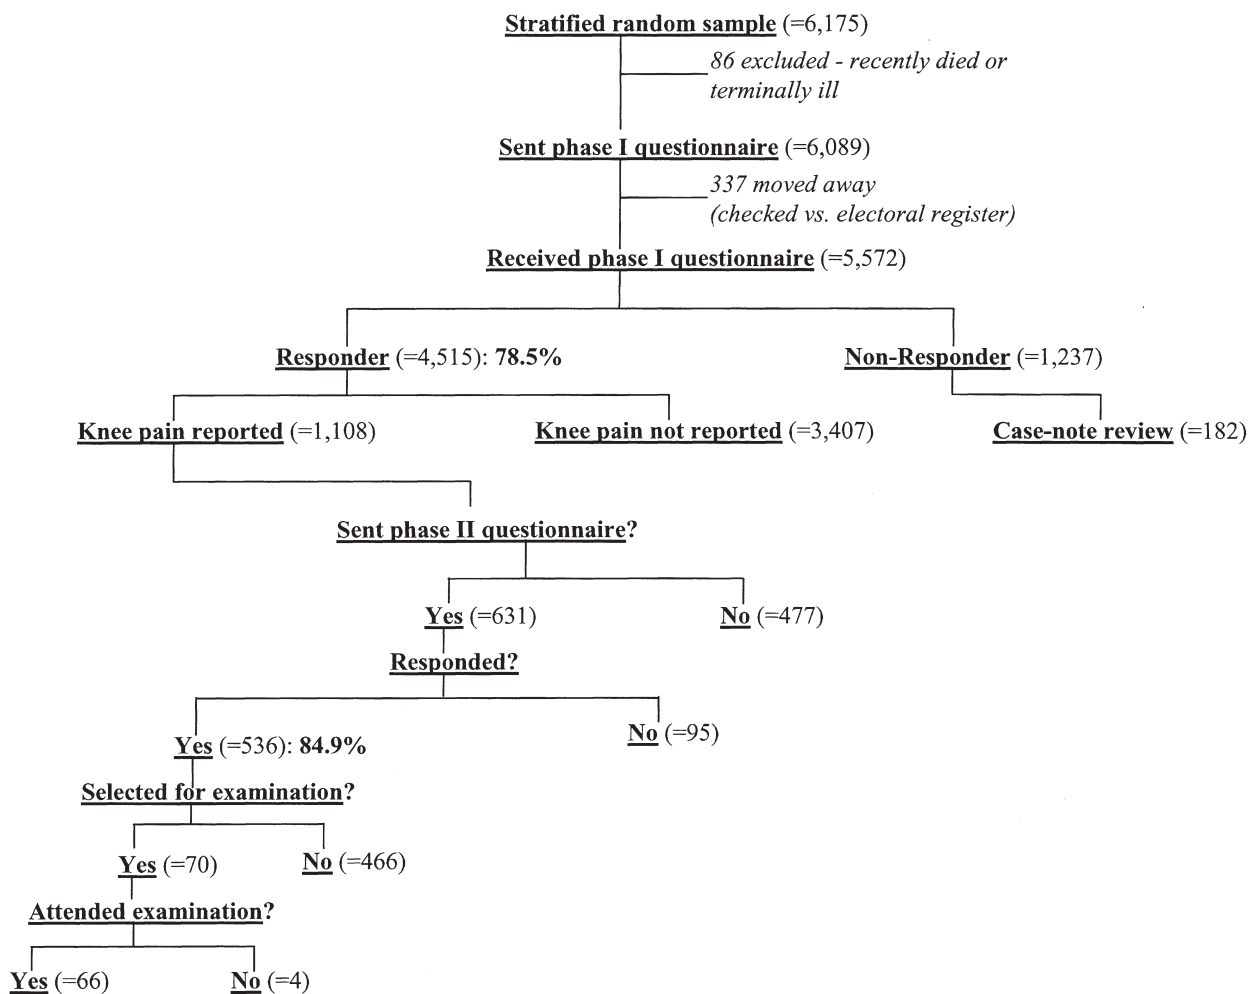 Stratified random sample (=6,175)
86 excluded - recently died or
terminally ill
Sent phase I questionnaire (=6,089)
337 moved away
(checked vs. electoral register)
Received phase I questionnaire (=5,572)
Responder (=4,515): 78.5%
Non-Responder (=1,237)
Knee pain reported (=1,108)
Knee pain not reported (=3,407)
Case-note review (=182)
Sent phase II questionnaire?
Yes (=631)
No (=477)
Responded?
Yes (=536): 84.9%
No (=95)
Selected for examination?
Yes (=70)
No (=466)
Attended examination?
Yes (=66)
No (=4)